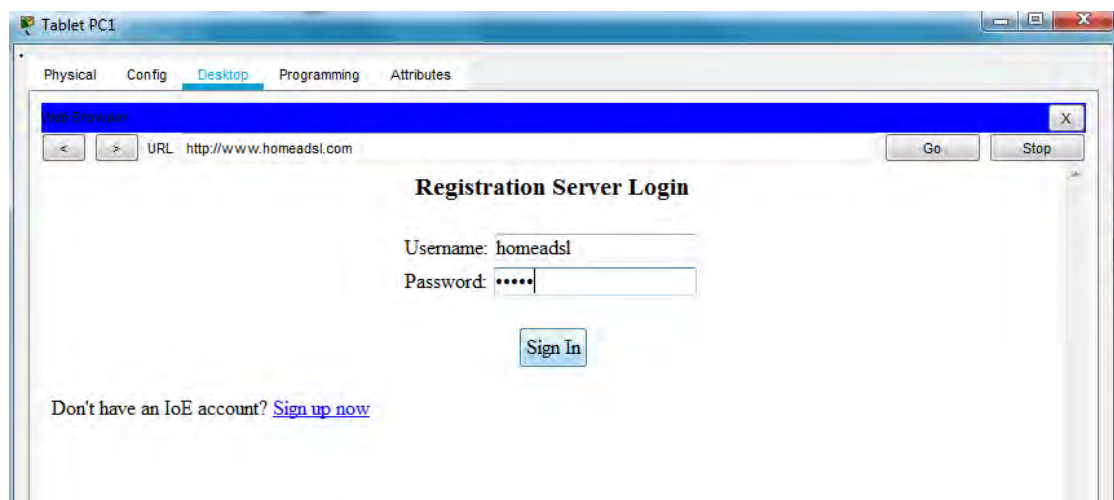 Tablet PC1
X
Physical Config Desktop Programming Attributes
Web Browser X
< > URL http://www.homeadsl.com Go Stop
Registration Server Login
Username: homeadsl
Password: •••••
Sign In
Don't have an IoE account? Sign up now